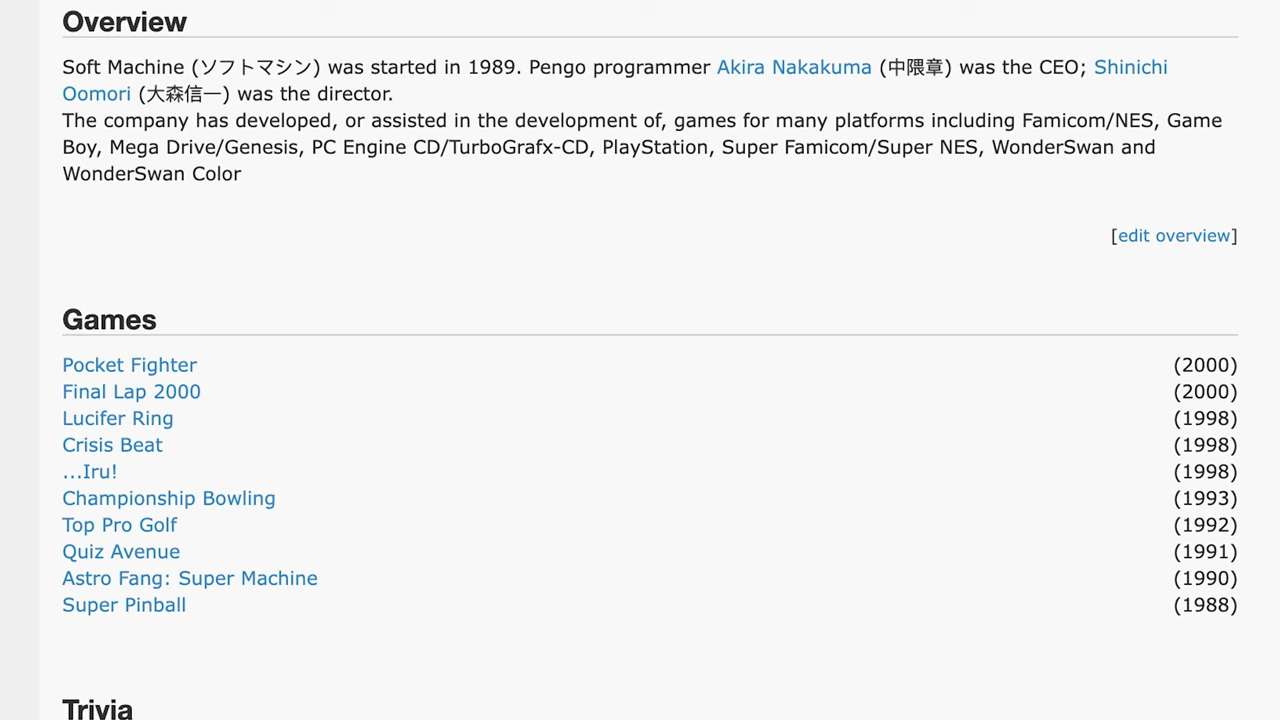 Overview
Soft Machine (ソフトマシン) was started in 1989. Pengo programmer Akira Nakakuma (中隈章) was the CEO; Shinichi
Oomori (大森信一) was the director.
The company has developed, or assisted in the development of, games for many platforms including Famicom/NES, Game
Boy, Mega Drive/Genesis, PC Engine CD/TurboGrafx-CD, PlayStation, Super Famicom/Super NES, WonderSwan and
WonderSwan Color
[edit overview]
Games
Pocket Fighter (2000)
Final Lap 2000 (2000)
Lucifer Ring (1998)
Crisis Beat (1998)
...Iru! (1998)
Championship Bowling (1993)
Top Pro Golf (1992)
Quiz Avenue (1991)
Astro Fang: Super Machine (1990)
Super Pinball (1988)
Trivia